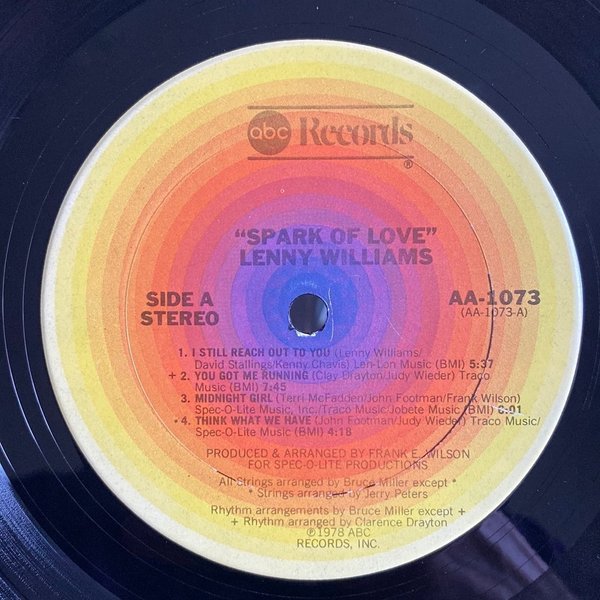 abc Records
®
"SPARK OF LOVE"
LENNY WILLIAMS
SIDE A
STEREO
AA-1073
(AA-1073-A)
1. I STILL REACH OUT TO YOU (Lenny Williams/
David Stallings/Kenny Chavis) Len-Lon Music (BMI) 5:37
+ 2. YOU GOT ME RUNNING (Clay Drayton/Judy Wieder) Traco
Music (BMI) 7:45
3. MIDNIGHT GIRL (Terri McFadden/John Footman/Frank Wilson)
Spec-O-Lite Music, Inc./Traco Music/Jobete Music (BMI) 6:01
* 4. THINK WHAT WE HAVE (John Footman/Judy Wieder) Traco Music/
Spec-O-Lite Music (BMI) 4:18
PRODUCED & ARRANGED BY FRANK E. WILSON
FOR SPEC-O-LITE PRODUCTIONS
All Strings arranged by Bruce Miller except *
* Strings arranged by Jerry Peters
Rhythm arrangements by Bruce Miller except +
+ Rhythm arranged by Clarence Drayton
℗1978 ABC
RECORDS, INC.